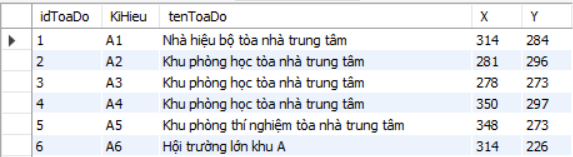 idToaDo KiHieu tenToaDo X Y
1 A1 Nhà hiệu bộ tòa nhà trung tâm 314 284
2 A2 Khu phòng học tòa nhà trung tâm 281 296
3 A3 Khu phòng học tòa nhà trung tâm 278 273
4 A4 Khu phòng học tòa nhà trung tâm 350 297
5 A5 Khu phòng thí nghiệm tòa nhà trung tâm 348 273
6 A6 Hội trường lớn khu A 314 226